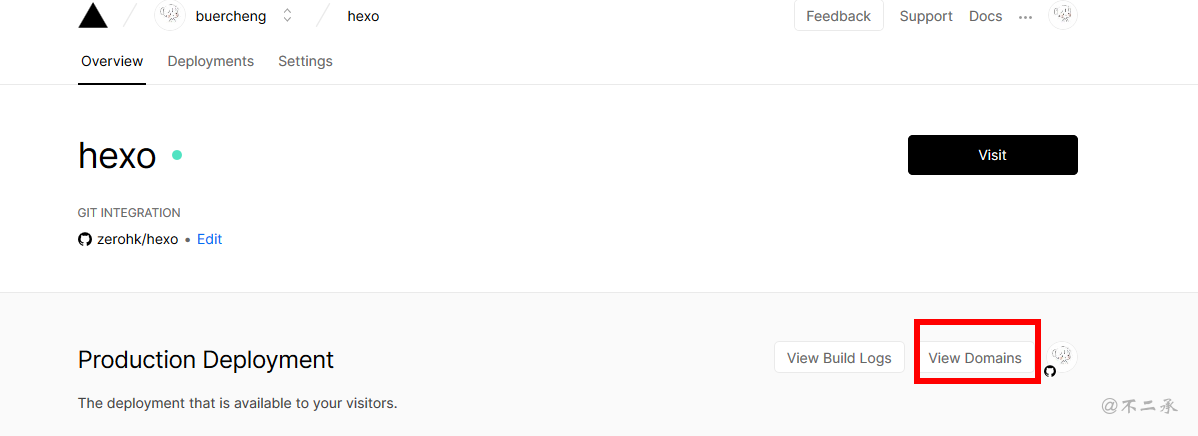 buercheng hexo Feedback Support Docs ...
Overview Deployments Settings
hexo Visit
GIT INTEGRATION
zerohk/hexo • Edit
Production Deployment View Build Logs View Domains
The deployment that is available to your visitors.
@不二承